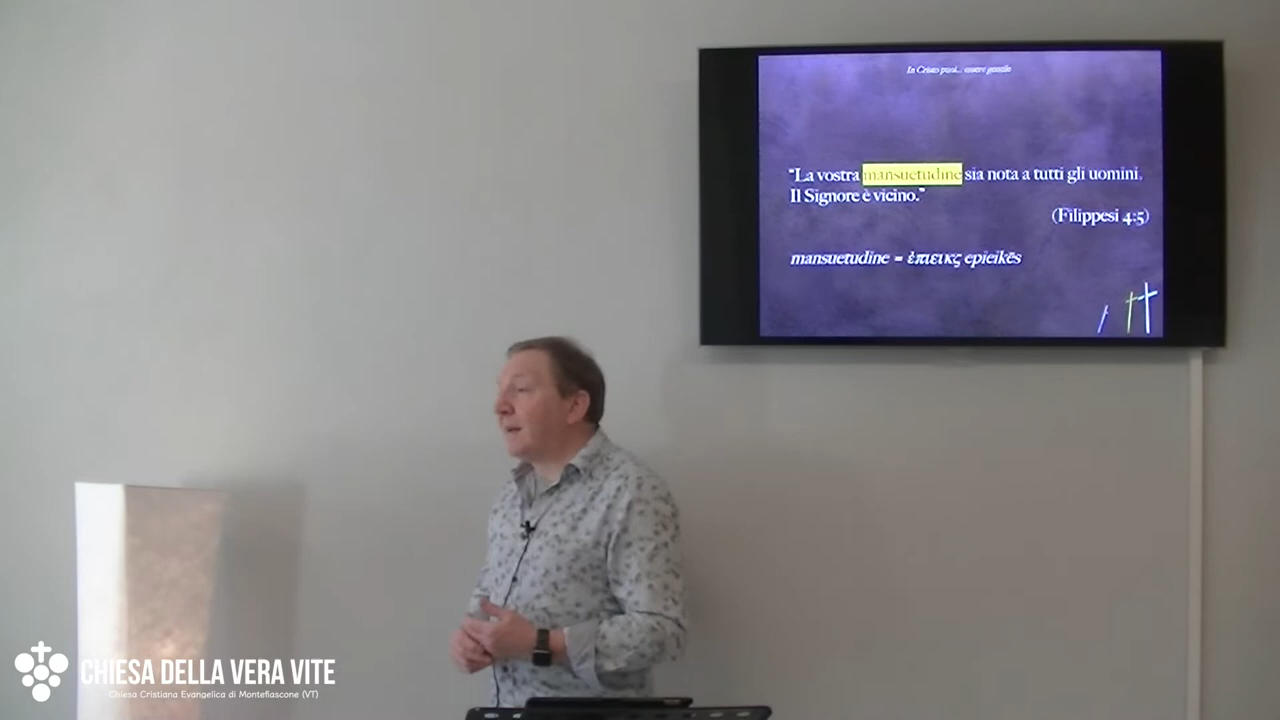 In Cristo puoi... essere gentile
“La vostra mansuetudine sia nota a tutti gli uomini.
Il Signore è vicino.”
(Filippesi 4:5)
mansuetudine = ἐπιεικς epieikēs
CHIESA DELLA VERA VITE
Chiesa Cristiana Evangelica di Montefiascone (VT)